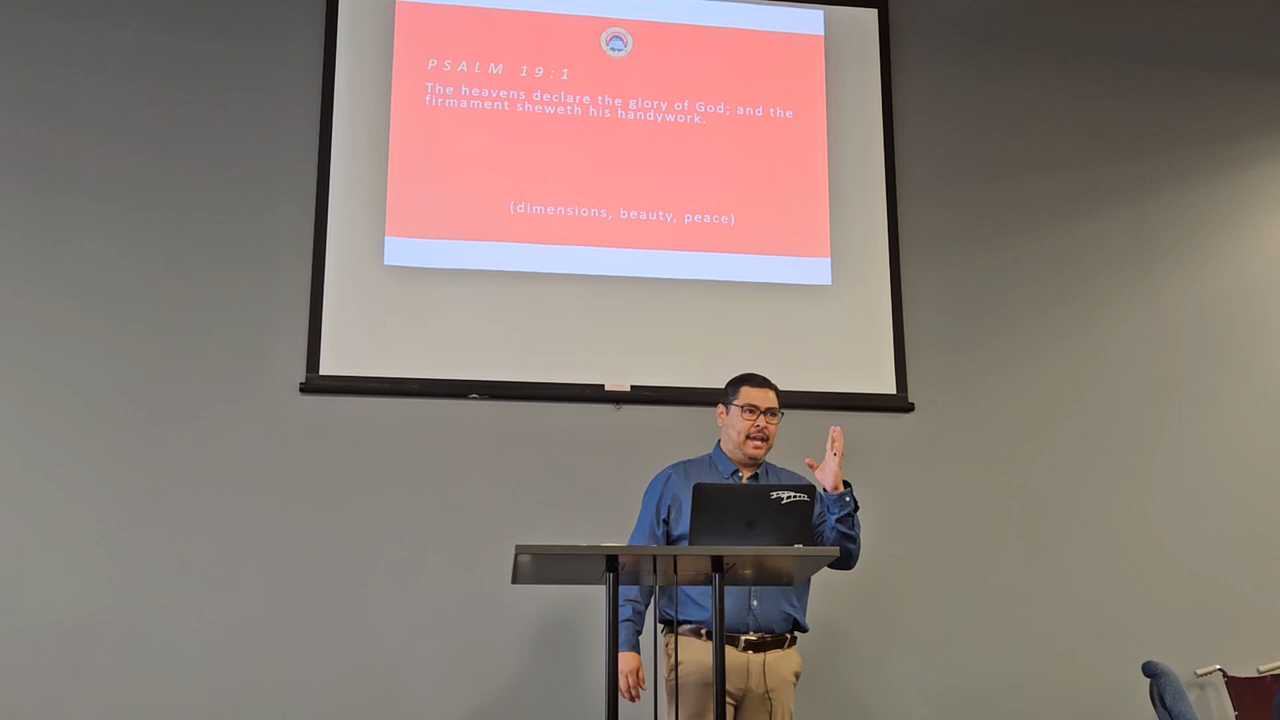 PSALM 19:1
The heavens declare the glory of God; and the
firmament sheweth his handywork.
(dimensions, beauty, peace)